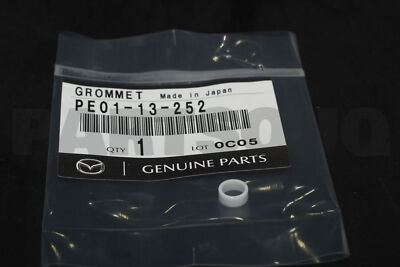 GROMMET Made in Japan
PE01-13-252
QTY 1 LOT 0C05
GENUINE PARTS